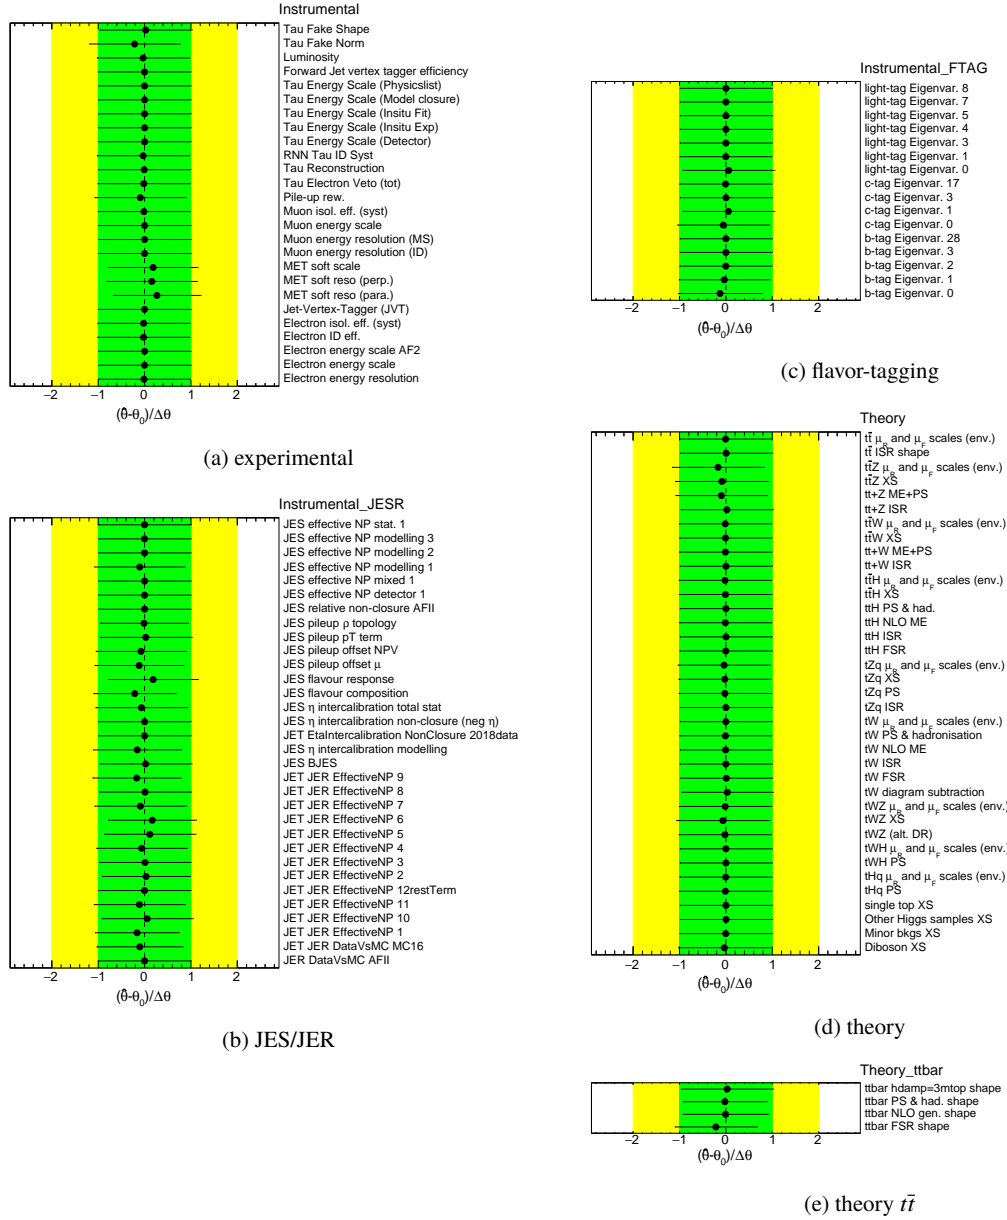 Instrumental
Tau Fake Shape
Tau Fake Norm
Luminosity
Forward Jet vertex tagger efficiency
Tau Energy Scale (Physicslist)
Tau Energy Scale (Model closure)
Tau Energy Scale (Insitu Fit)
Tau Energy Scale (Insitu Exp)
Tau Energy Scale (Detector)
RNN Tau ID Syst
Tau Reconstruction
Tau Electron Veto (tot)
Pile-up rew.
Muon isol. eff. (syst)
Muon energy scale
Muon energy resolution (MS)
Muon energy resolution (ID)
MET soft scale
MET soft reso (perp.)
MET soft reso (para.)
Jet-Vertex-Tagger (JVT)
Electron isol. eff. (syst)
Electron ID eff.
Electron energy scale AF2
Electron energy scale
Electron energy resolution
−2 −1 0 1 2
(θ̂-θ₀)/Δθ
(a) experimental
Instrumental_JESR
JES effective NP stat. 1
JES effective NP modelling 3
JES effective NP modelling 2
JES effective NP modelling 1
JES effective NP mixed 1
JES effective NP detector 1
JES relative non-closure AFII
JES pileup ρ topology
JES pileup pT term
JES pileup offset NPV
JES pileup offset μ
JES flavour response
JES flavour composition
JES η intercalibration total stat
JES η intercalibration non-closure (neg η)
JET EtaIntercalibration NonClosure 2018data
JES η intercalibration modelling
JES BJES
JET JER EffectiveNP 9
JET JER EffectiveNP 8
JET JER EffectiveNP 7
JET JER EffectiveNP 6
JET JER EffectiveNP 5
JET JER EffectiveNP 4
JET JER EffectiveNP 3
JET JER EffectiveNP 2
JET JER EffectiveNP 12restTerm
JET JER EffectiveNP 11
JET JER EffectiveNP 10
JET JER EffectiveNP 1
JET JER DataVsMC MC16
JER DataVsMC AFII
−2 −1 0 1 2
(θ̂-θ₀)/Δθ
(b) JES/JER
Instrumental_FTAG
light-tag Eigenvar. 8
light-tag Eigenvar. 7
light-tag Eigenvar. 5
light-tag Eigenvar. 4
light-tag Eigenvar. 3
light-tag Eigenvar. 1
light-tag Eigenvar. 0
c-tag Eigenvar. 17
c-tag Eigenvar. 3
c-tag Eigenvar. 1
c-tag Eigenvar. 0
b-tag Eigenvar. 28
b-tag Eigenvar. 3
b-tag Eigenvar. 2
b-tag Eigenvar. 1
b-tag Eigenvar. 0
−2 −1 0 1 2
(θ̂-θ₀)/Δθ
(c) flavor-tagging
Theory
tt̄ μ_R and μ_F scales (env.)
tt̄ ISR shape
tt̄Z μ_R and μ_F scales (env.)
tt̄Z XS
tt+Z ME+PS
tt+Z ISR
tt̄W μ_R and μ_F scales (env.)
tt̄W XS
tt+W ME+PS
tt+W ISR
tt̄H μ_R and μ_F scales (env.)
tt̄H XS
ttH PS & had.
ttH NLO ME
ttH ISR
ttH FSR
tZq μ_R and μ_F scales (env.)
tZq XS
tZq PS
tZq ISR
tW μ_R and μ_F scales (env.)
tW PS & hadronisation
tW NLO ME
tW ISR
tW FSR
tW diagram subtraction
tWZ μ_R and μ_F scales (env.)
tWZ XS
tWZ (alt. DR)
tWH μ_R and μ_F scales (env.)
tWH PS
tHq μ_R and μ_F scales (env.)
tHq PS
single top XS
Other Higgs samples XS
Minor bkgs XS
Diboson XS
−2 −1 0 1 2
(θ̂-θ₀)/Δθ
(d) theory
Theory_ttbar
ttbar hdamp=3mtop shape
ttbar PS & had. shape
ttbar NLO gen. shape
ttbar FSR shape
−2 −1 0 1 2
(θ̂-θ₀)/Δθ
(e) theory tt̄